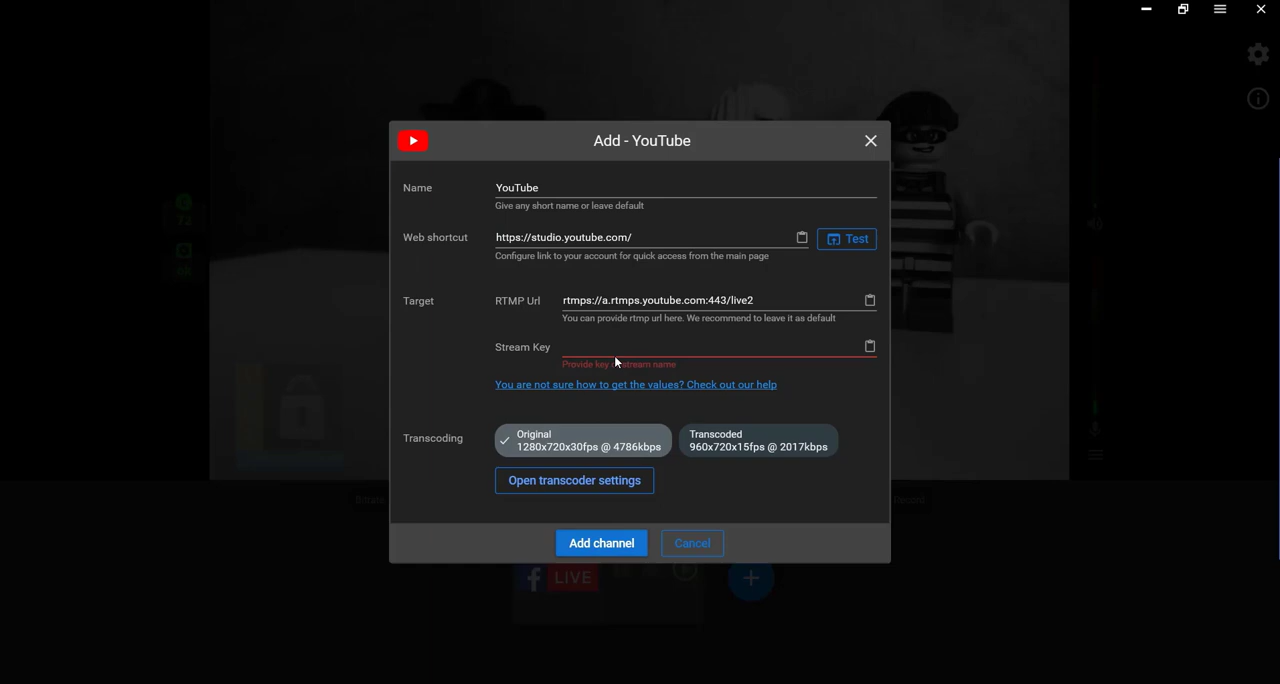 Add - YouTube
Name
YouTube
Give any short name or leave default
Web shortcut
https://studio.youtube.com/
Test
Configure link to your account for quick access from the main page
Target
RTMP Url
rtmps://a.rtmps.youtube.com:443/live2
You can provide rtmp url here. We recommend to leave it as default
Stream Key
Provide key stream name
You are not sure how to get the values? Check out our help
Transcoding
Original
1280x720x30fps @ 4786kbps
Transcoded
960x720x15fps @ 2017kbps
Open transcoder settings
Bitrate
Record
Add channel
Cancel
LIVE